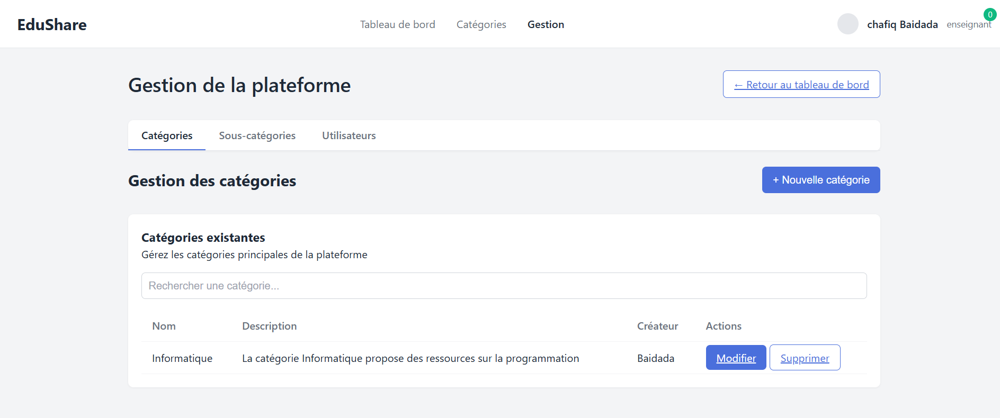 EduShare
Tableau de bord Catégories Gestion
chafiq Baidada enseignant 0
Gestion de la plateforme
← Retour au tableau de bord
Catégories Sous-catégories Utilisateurs
Gestion des catégories
+ Nouvelle catégorie
Catégories existantes
Gérez les catégories principales de la plateforme
Rechercher une catégorie...
Nom Description Créateur Actions
Informatique La catégorie Informatique propose des ressources sur la programmation Baidada Modifier Supprimer